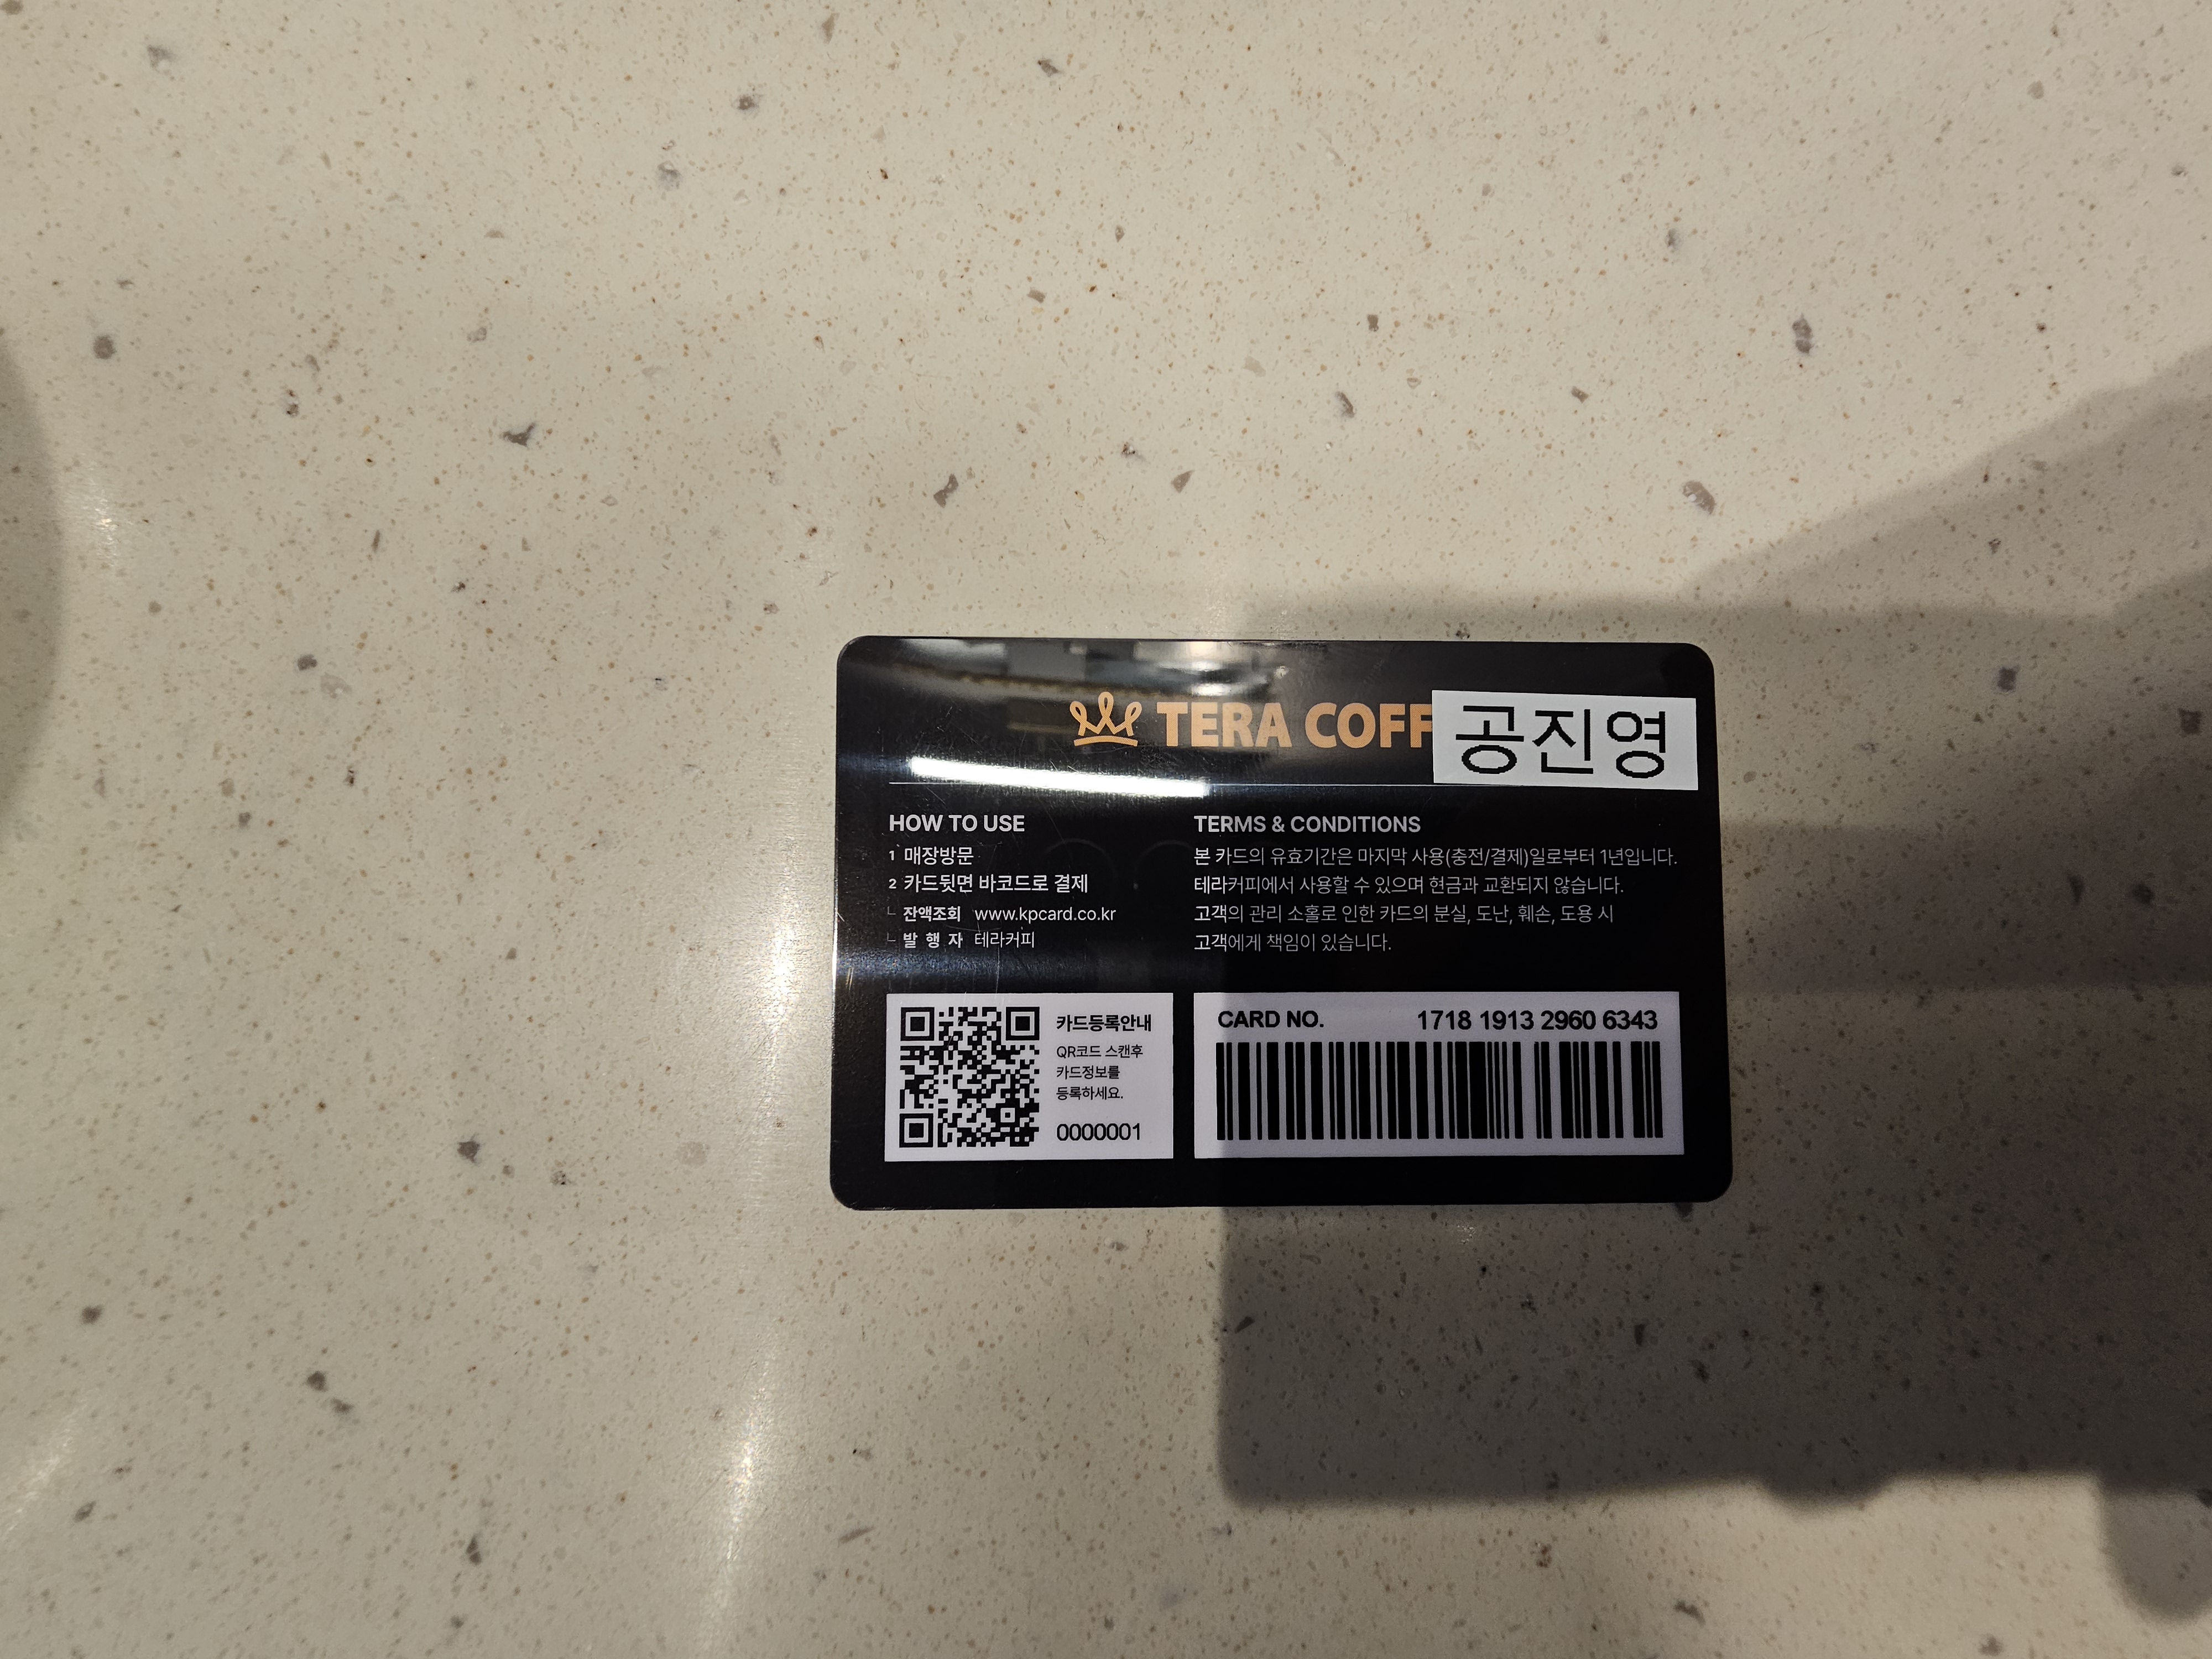 TERA COFF
공진영
HOW TO USE
1 매장방문
2 카드뒷면 바코드로 결제
잔액조회 www.kpcard.co.kr
발 행 자 테라커피
TERMS & CONDITIONS
본 카드의 유효기간은 마지막 사용(충전/결제)일로부터 1년입니다.
테라커피에서 사용할 수 있으며 현금과 교환되지 않습니다.
고객의 관리 소홀로 인한 카드의 분실, 도난, 훼손, 도용 시
고객에게 책임이 있습니다.
카드등록안내
QR코드 스캔후
카드정보를
등록하세요.
0000001
CARD NO. 1718 1913 2960 6343